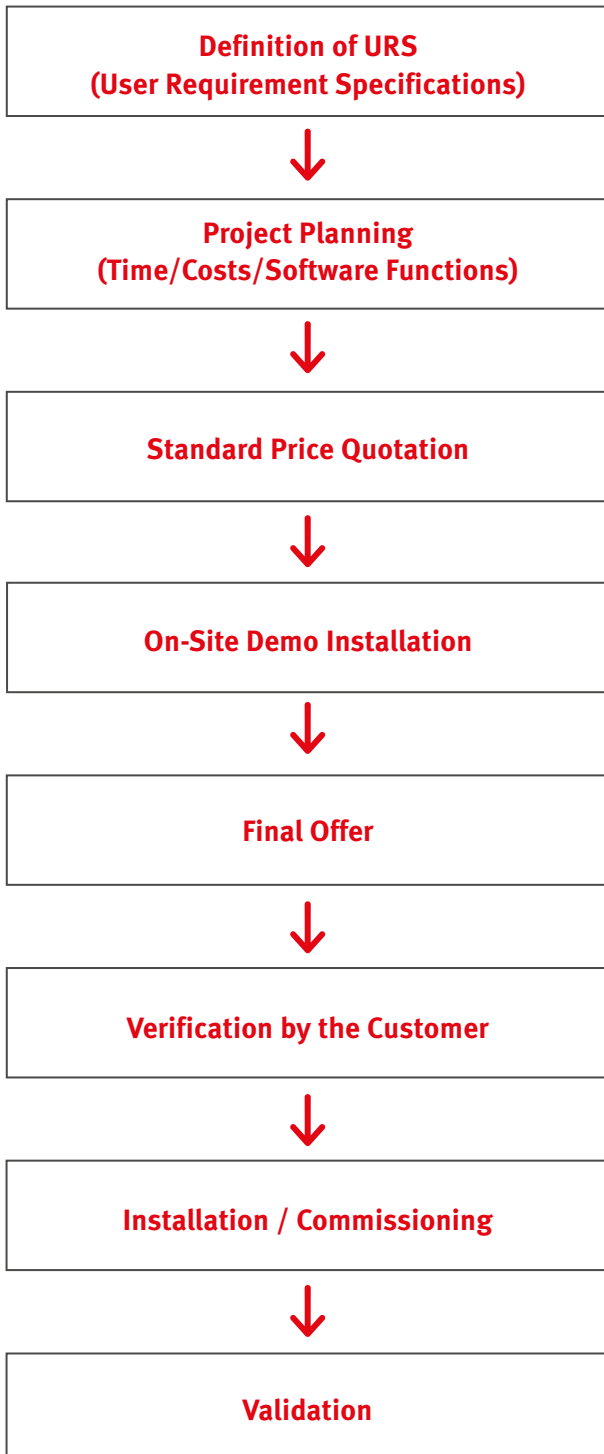 Definition of URS
(User Requirement Specifications)
Project Planning
(Time/Costs/Software Functions)
Standard Price Quotation
On-Site Demo Installation
Final Offer
Verification by the Customer
Installation / Commissioning
Validation